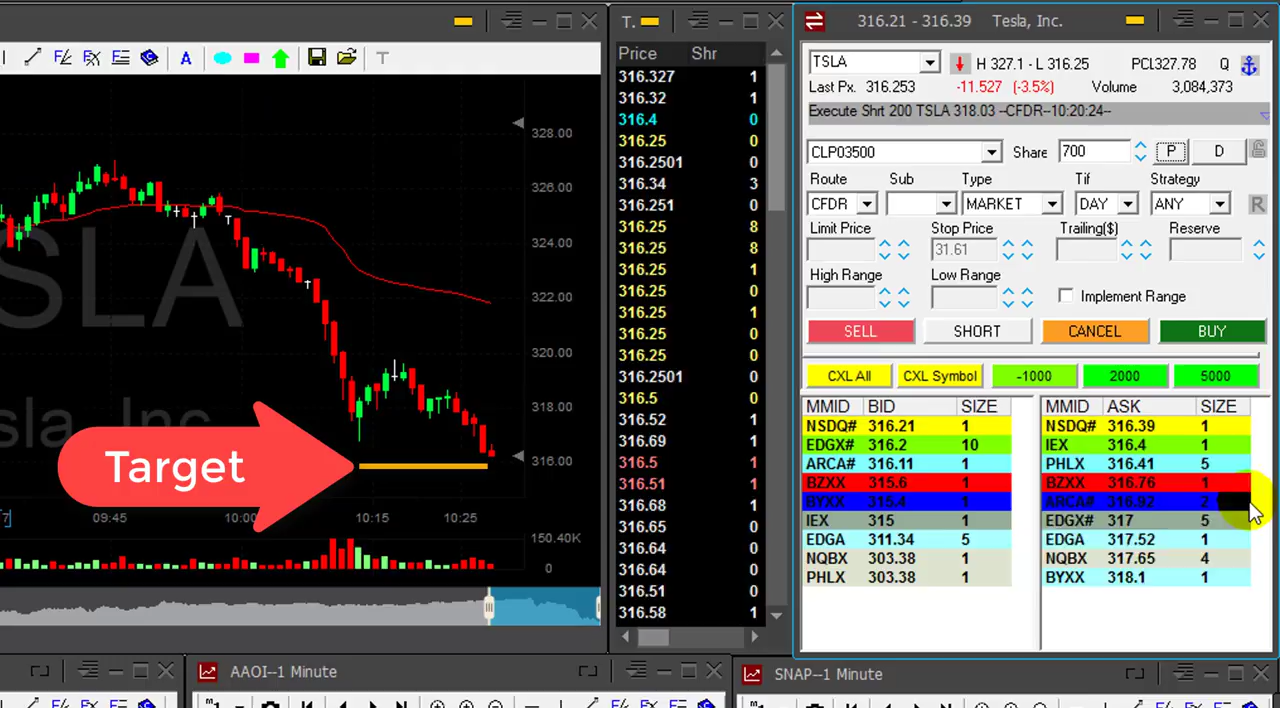 T.
316.21 - 316.39 Tesla, Inc.
A T
Price Shr
316.327 1
316.32 1
316.4 0
316.25 0
316.2501 0
316.34 3
316.251 0
316.25 8
316.25 8
316.25 1
316.25 0
316.25 1
316.25 0
316.25 0
316.2501 0
316.5 0
316.52 1
316.69 1
316.5 1
316.51 1
316.68 1
316.65 0
316.64 0
316.64 0
316.51 0
316.58 1
328.00
326.00
324.00
322.00
320.00
318.00
316.00
SLA
sla, Inc
Target
7]
09:45 10:00 10:15 10:25
150.40K
0
TSLA H 327.1 - L 316.25 PCL327.78 Q
Last Px. 316.253 -11.527 (-3.5%) Volume 3,084,373
Execute Shrt 200 TSLA 318.03 --CFDR--10:20:24--
CLP03500 Share 700 P D
Route Sub Type Tif Strategy
CFDR MARKET DAY ANY R
Limit Price Stop Price Trailing($) Reserve
31.61
High Range Low Range
Implement Range
SELL SHORT CANCEL BUY
CXL All CXL Symbol -1000 2000 5000
MMID BID SIZE MMID ASK SIZE
NSDQ# 316.21 1 NSDQ# 316.39 1
EDGX# 316.2 10 IEX 316.4 1
ARCA# 316.11 1 PHLX 316.41 5
BZXX 315.6 1 BZXX 316.76 1
BYXX 315.4 1 ARCA# 316.92 2
IEX 315 1 EDGX# 317 5
EDGA 311.34 5 EDGA 317.52 1
NQBX 303.38 1 NQBX 317.65 4
PHLX 303.38 1 BYXX 318.1 1
AAOI--1 Minute
SNAP--1 Minute